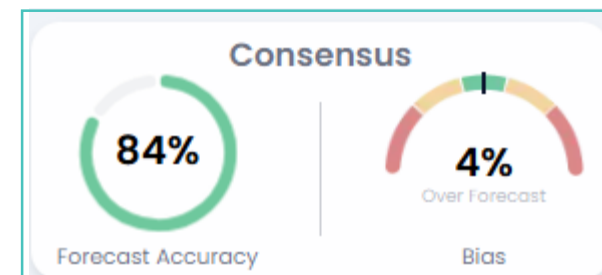 Consensus
84%
Forecast Accuracy
4%
Over Forecast
Bias